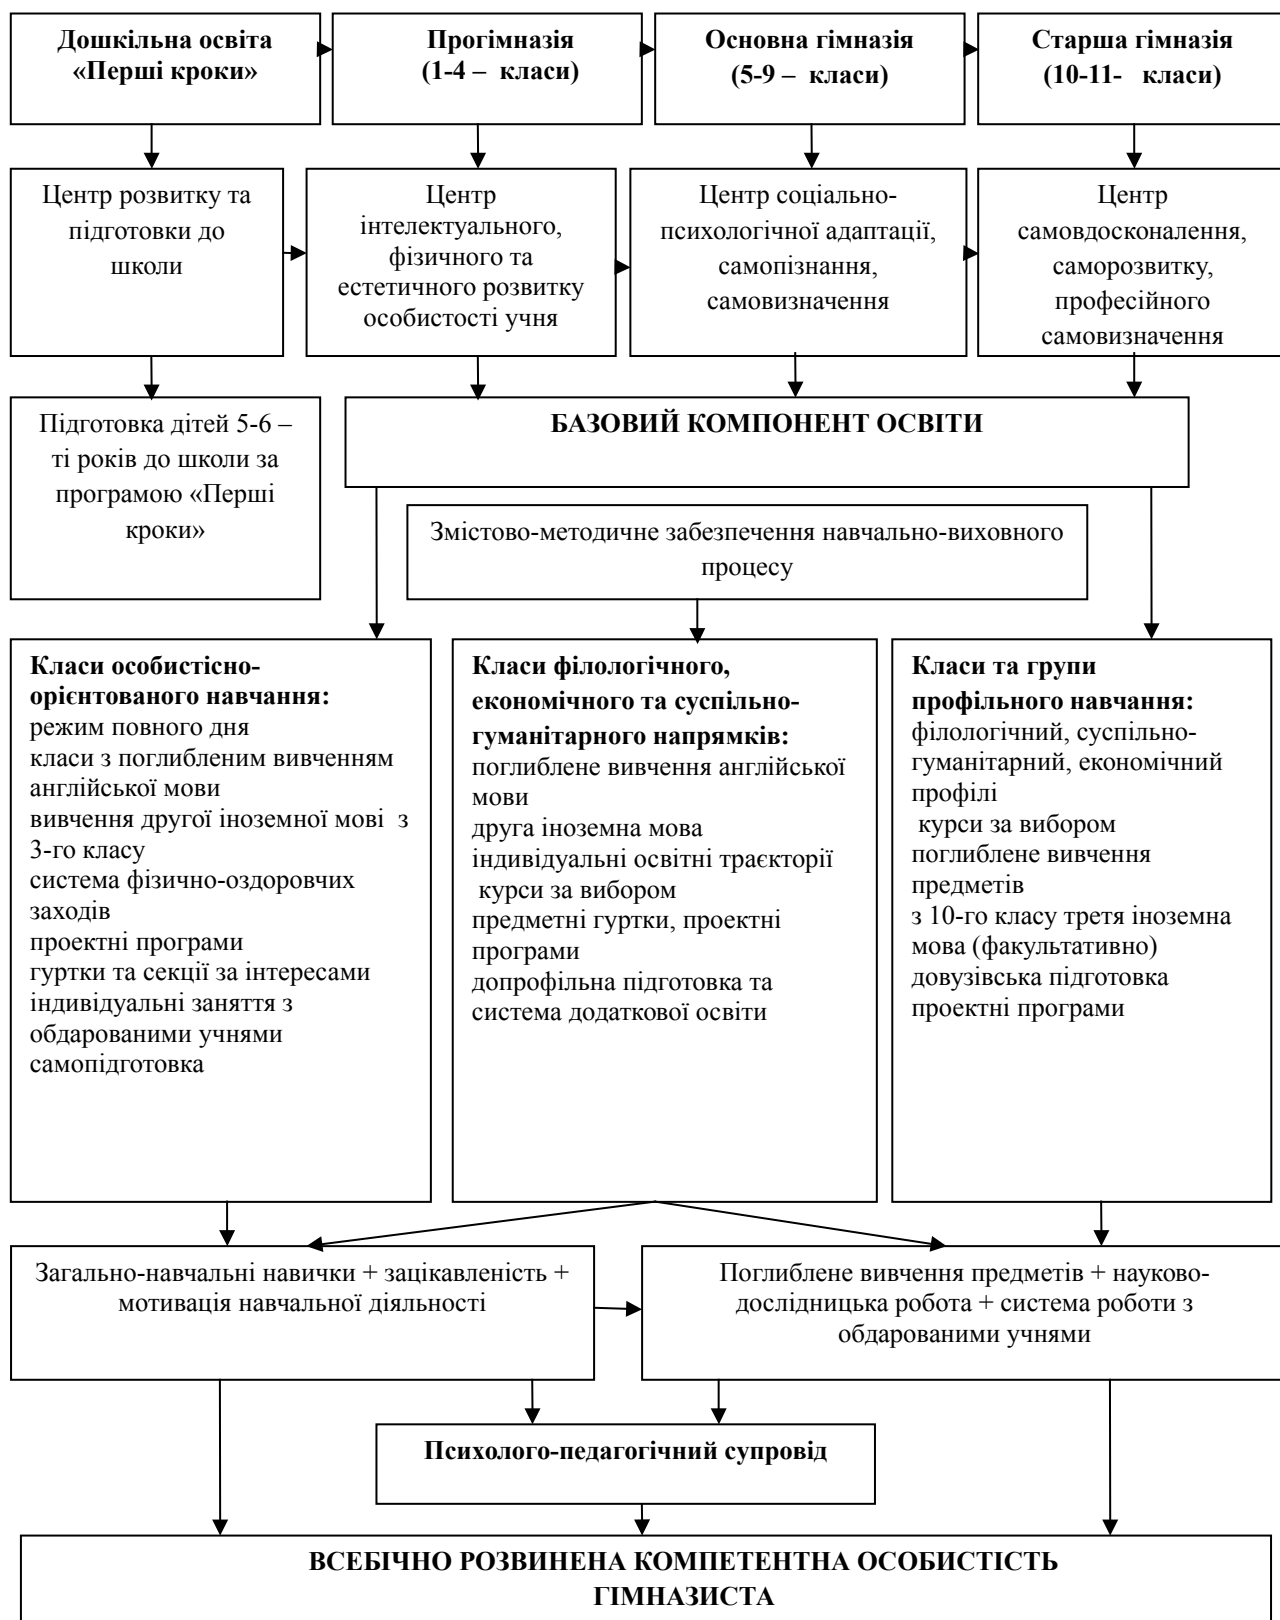 Дошкільна освіта
«Перші кроки»
Прогімназія
(1-4 – класи)
Основна гімназія
(5-9 – класи)
Старша гімназія
(10-11- класи)
Центр розвитку та
підготовки до
школи
Центр
інтелектуального,
фізичного та
естетичного розвитку
особистості учня
Центр соціально-
психологічної адаптації,
самопізнання,
самовизначення
Центр
самовдосконалення,
саморозвитку,
професійного
самовизначення
Підготовка дітей 5-6 –
ті років до школи за
програмою «Перші
кроки»
БАЗОВИЙ КОМПОНЕНТ ОСВІТИ
Змістово-методичне забезпечення навчально-виховного
процесу
Класи особистісно-
орієнтованого навчання:
режим повного дня
класи з поглибленим вивченням
англійської мови
вивчення другої іноземної мові з
3-го класу
система фізично-оздоровчих
заходів
проектні програми
гуртки та секції за інтересами
індивідуальні заняття з
обдарованими учнями
самопідготовка
Класи філологічного,
економічного та суспільно-
гуманітарного напрямків:
поглиблене вивчення англійської
мови
друга іноземна мова
індивідуальні освітні траєкторії
курси за вибором
предметні гуртки, проектні
програми
допрофільна підготовка та
система додаткової освіти
Класи та групи
профільного навчання:
філологічний, суспільно-
гуманітарний, економічний
профілі
курси за вибором
поглиблене вивчення
предметів
з 10-го класу третя іноземна
мова (факультативно)
довузівська підготовка
проектні програми
Загально-навчальні навички + зацікавленість +
мотивація навчальної діяльності
Поглиблене вивчення предметів + науково-
дослідницька робота + система роботи з
обдарованими учнями
Психолого-педагогічний супровід
ВСЕБІЧНО РОЗВИНЕНА КОМПЕТЕНТНА ОСОБИСТІСТЬ
ГІМНАЗИСТА